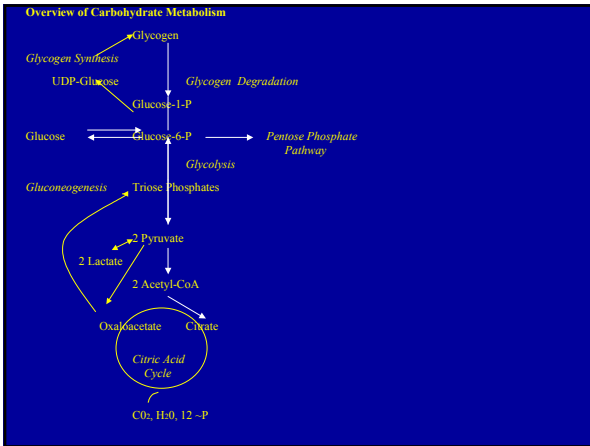 Overview of Carbohydrate Metabolism
Glycogen
Glycogen Synthesis
UDP-Glucose
Glycogen Degradation
Glucose-1-P
Glucose
Glucose-6-P
Pentose Phosphate
Pathway
Glycolysis
Gluconeogenesis
Triose Phosphates
2 Pyruvate
2 Lactate
2 Acetyl-CoA
Oxaloacetate
Citrate
Citric Acid
Cycle
C0₂, H₂0, 12 ~P